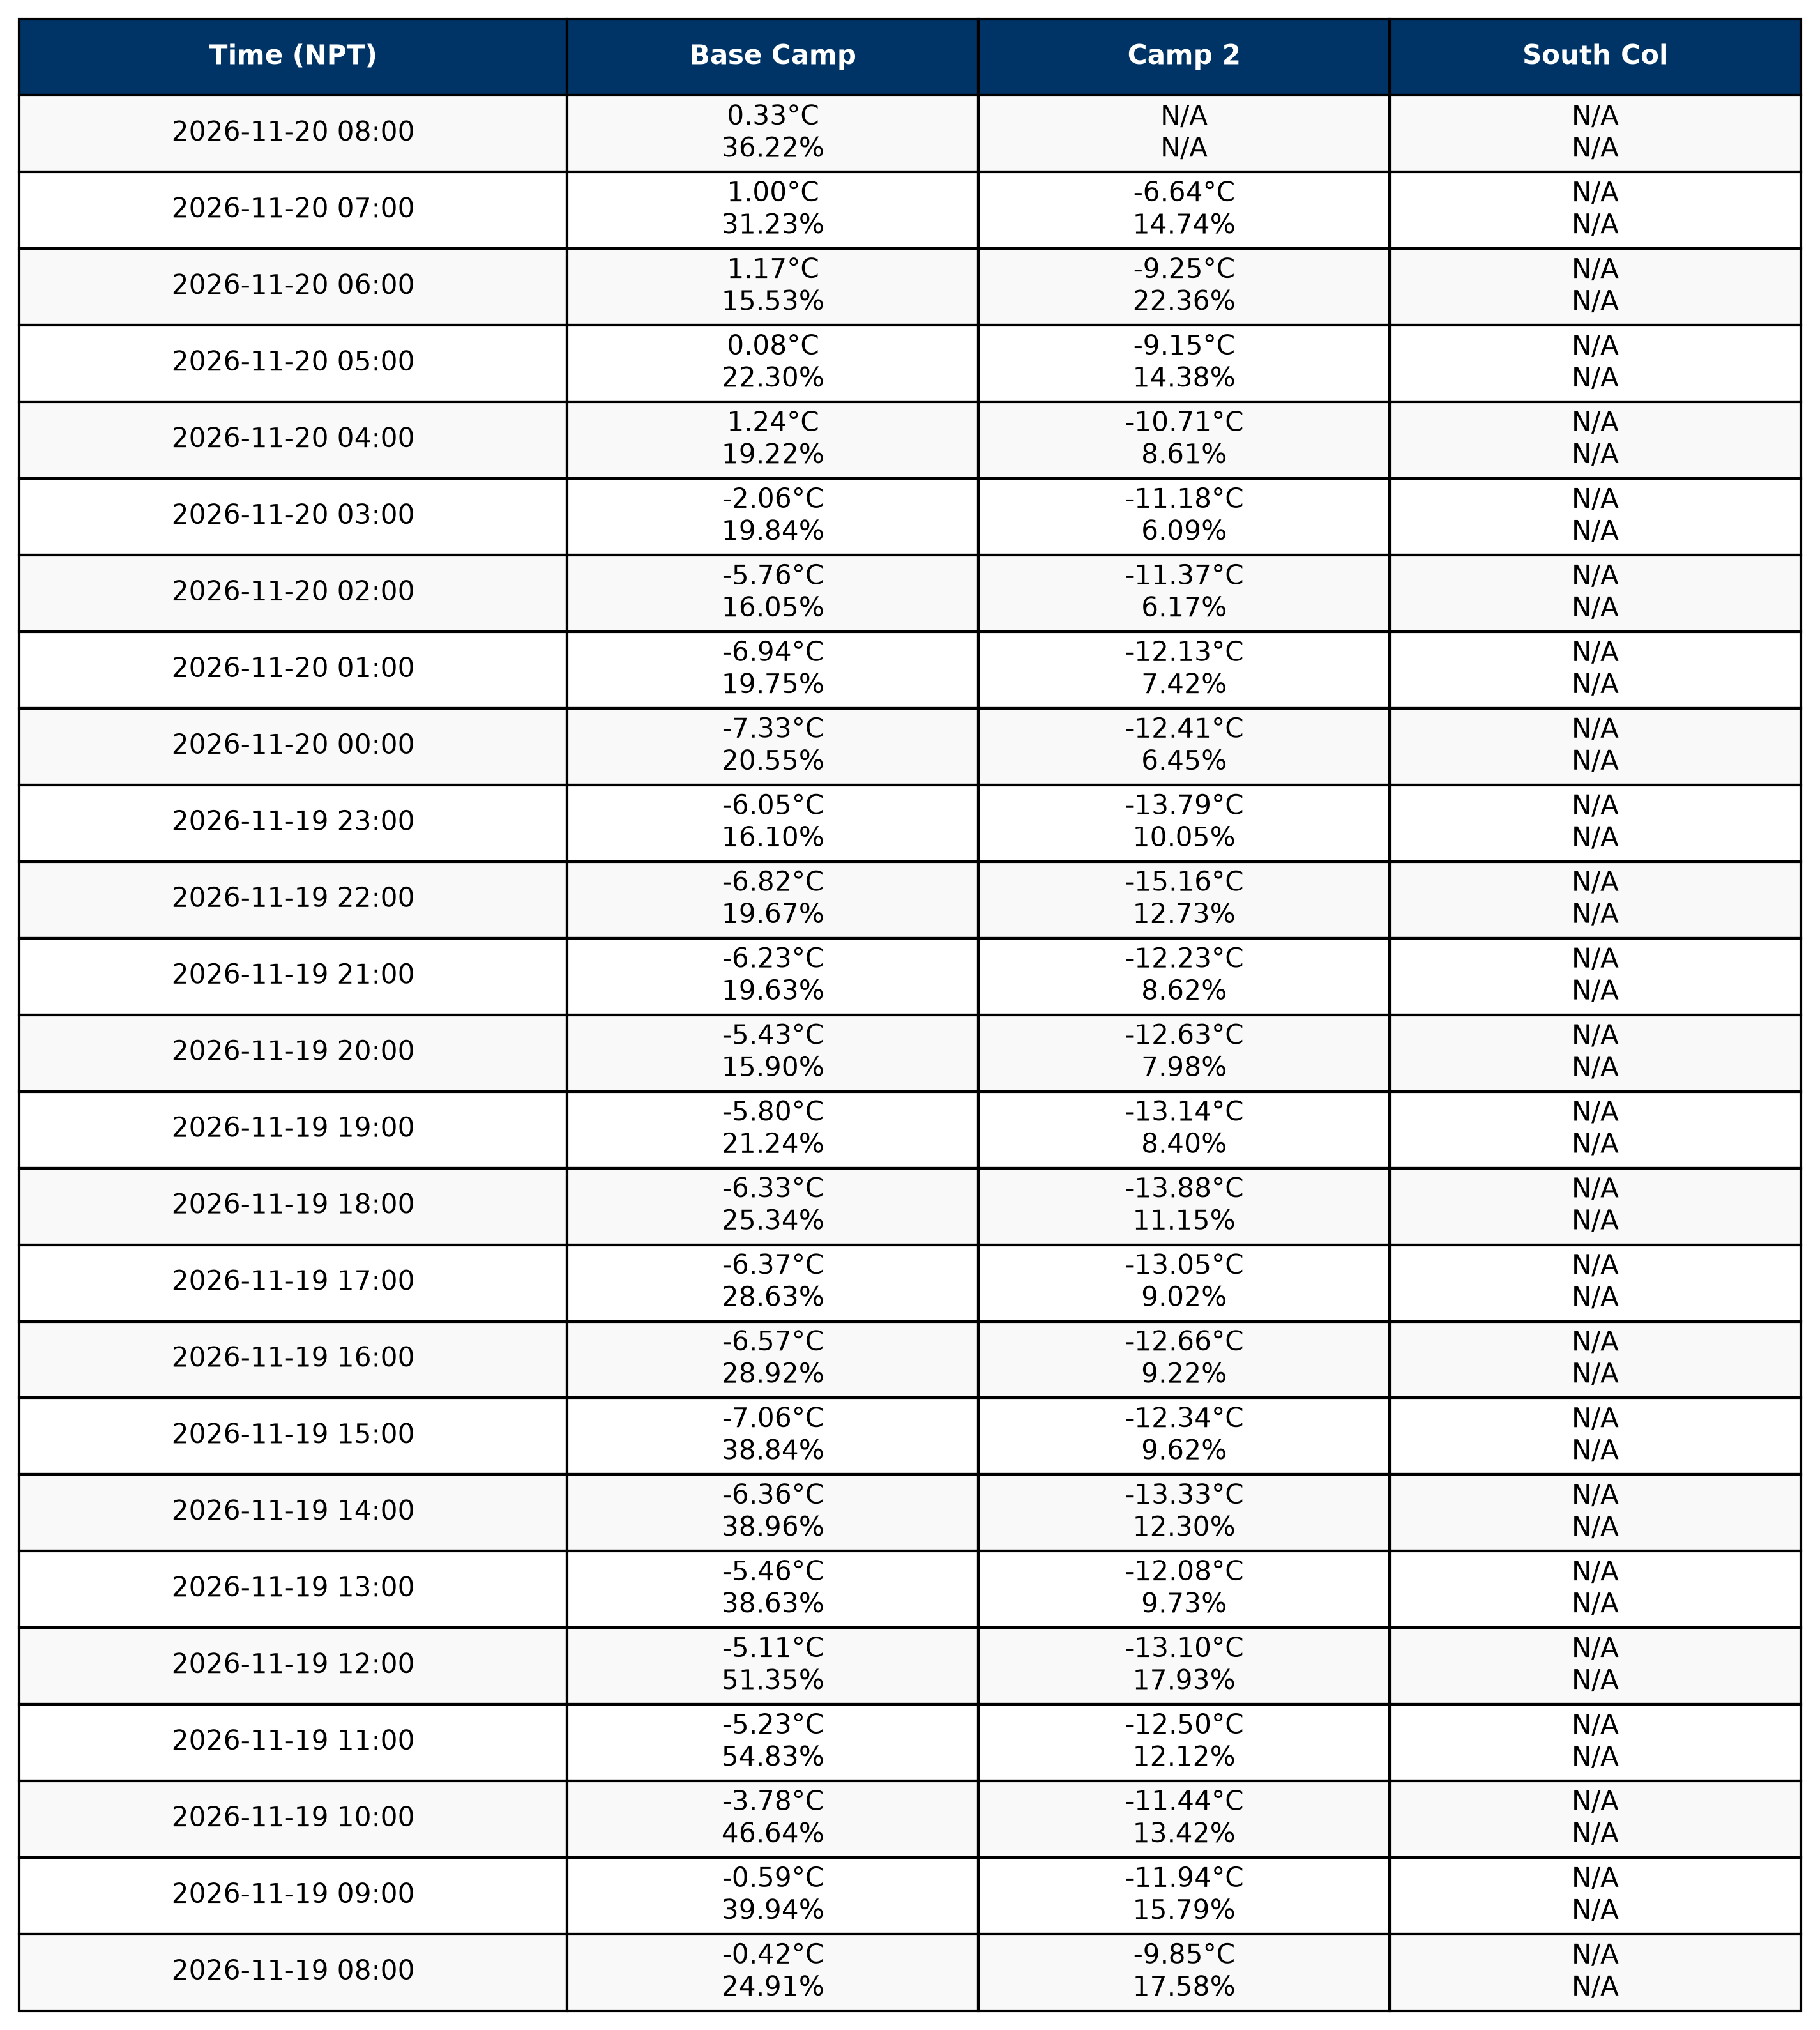 Time (NPT) Base Camp Camp 2 South Col
2026-11-20 08:00 0.33°C N/A N/A
36.22% N/A N/A
2026-11-20 07:00 1.00°C -6.64°C N/A
31.23% 14.74% N/A
2026-11-20 06:00 1.17°C -9.25°C N/A
15.53% 22.36% N/A
2026-11-20 05:00 0.08°C -9.15°C N/A
22.30% 14.38% N/A
2026-11-20 04:00 1.24°C -10.71°C N/A
19.22% 8.61% N/A
2026-11-20 03:00 -2.06°C -11.18°C N/A
19.84% 6.09% N/A
2026-11-20 02:00 -5.76°C -11.37°C N/A
16.05% 6.17% N/A
2026-11-20 01:00 -6.94°C -12.13°C N/A
19.75% 7.42% N/A
2026-11-20 00:00 -7.33°C -12.41°C N/A
20.55% 6.45% N/A
2026-11-19 23:00 -6.05°C -13.79°C N/A
16.10% 10.05% N/A
2026-11-19 22:00 -6.82°C -15.16°C N/A
19.67% 12.73% N/A
2026-11-19 21:00 -6.23°C -12.23°C N/A
19.63% 8.62% N/A
2026-11-19 20:00 -5.43°C -12.63°C N/A
15.90% 7.98% N/A
2026-11-19 19:00 -5.80°C -13.14°C N/A
21.24% 8.40% N/A
2026-11-19 18:00 -6.33°C -13.88°C N/A
25.34% 11.15% N/A
2026-11-19 17:00 -6.37°C -13.05°C N/A
28.63% 9.02% N/A
2026-11-19 16:00 -6.57°C -12.66°C N/A
28.92% 9.22% N/A
2026-11-19 15:00 -7.06°C -12.34°C N/A
38.84% 9.62% N/A
2026-11-19 14:00 -6.36°C -13.33°C N/A
38.96% 12.30% N/A
2026-11-19 13:00 -5.46°C -12.08°C N/A
38.63% 9.73% N/A
2026-11-19 12:00 -5.11°C -13.10°C N/A
51.35% 17.93% N/A
2026-11-19 11:00 -5.23°C -12.50°C N/A
54.83% 12.12% N/A
2026-11-19 10:00 -3.78°C -11.44°C N/A
46.64% 13.42% N/A
2026-11-19 09:00 -0.59°C -11.94°C N/A
39.94% 15.79% N/A
2026-11-19 08:00 -0.42°C -9.85°C N/A
24.91% 17.58% N/A